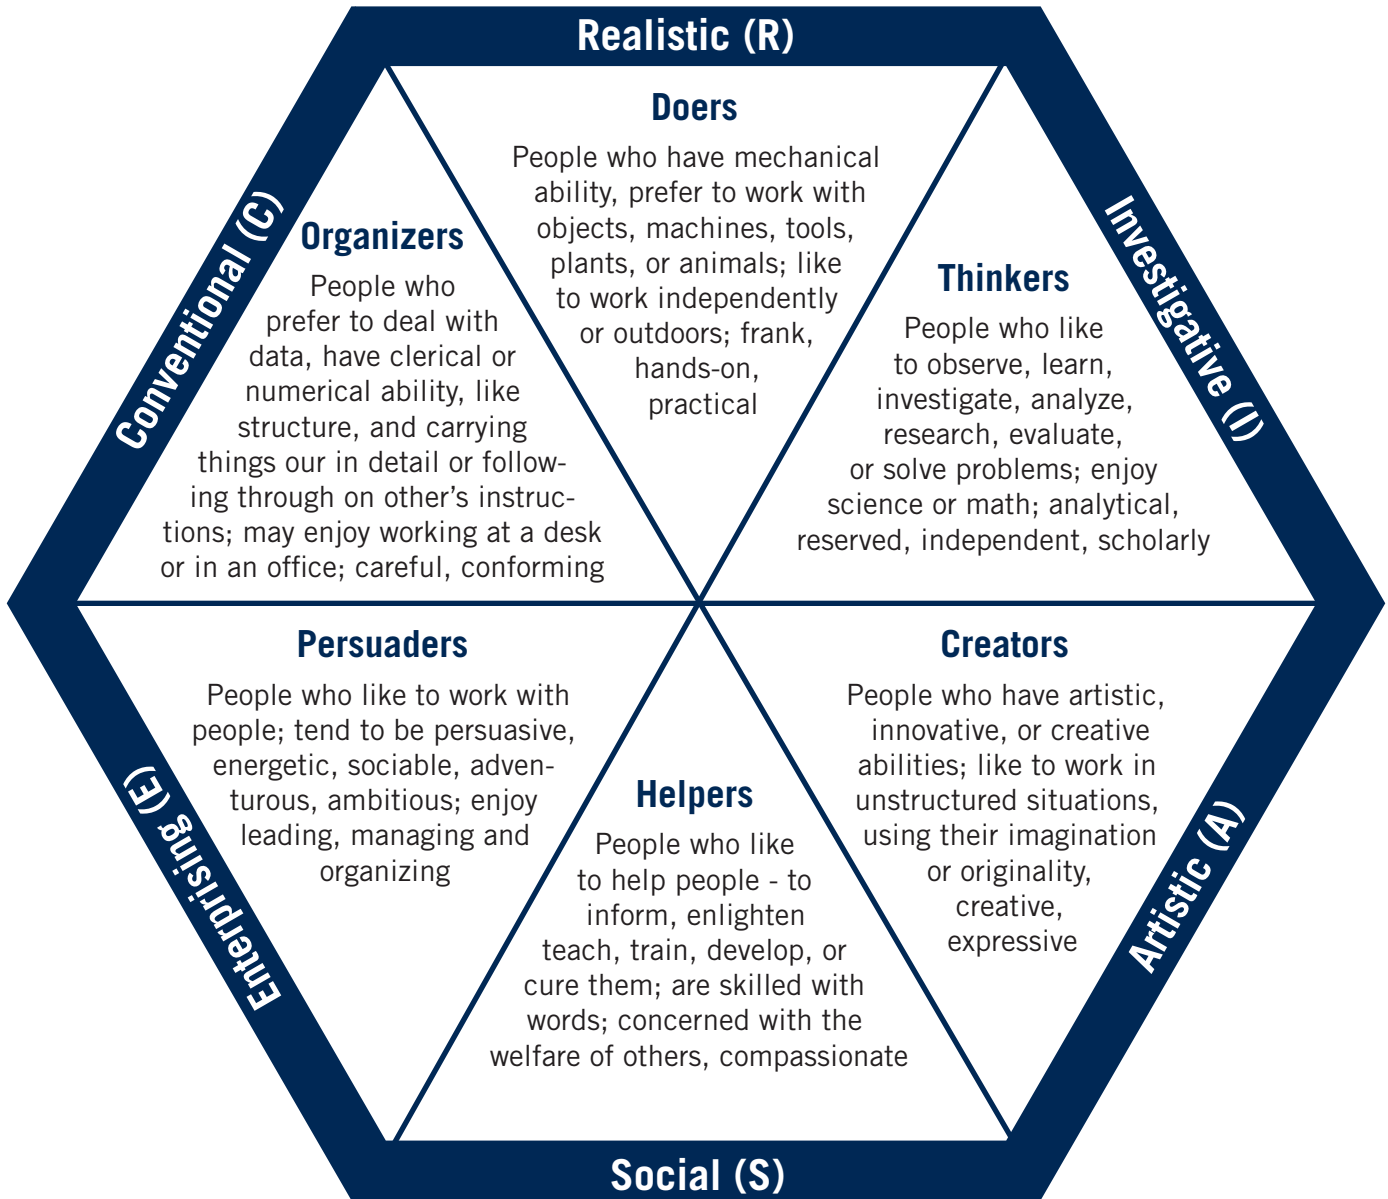 Realistic (R)
Doers
People who have mechanical
ability, prefer to work with
objects, machines, tools,
plants, or animals; like
to work independently
or outdoors; frank,
hands-on,
practical
Investigative (I)
Thinkers
People who like
to observe, learn,
investigate, analyze,
research, evaluate,
or solve problems; enjoy
science or math; analytical,
reserved, independent, scholarly
Artistic (A)
Creators
People who have artistic,
innovative, or creative
abilities; like to work in
unstructured situations,
using their imagination
or originality,
creative,
expressive
Social (S)
Helpers
People who like
to help people - to
inform, enlighten
teach, train, develop, or
cure them; are skilled with
words; concerned with the
welfare of others, compassionate
Enterprising (E)
Persuaders
People who like to work with
people; tend to be persuasive,
energetic, sociable, adven-
turous, ambitious; enjoy
leading, managing and
organizing
Conventional (C)
Organizers
People who
prefer to deal with
data, have clerical or
numerical ability, like
structure, and carrying
things our in detail or follow-
ing through on other's instruc-
tions; may enjoy working at a desk
or in an office; careful, conforming